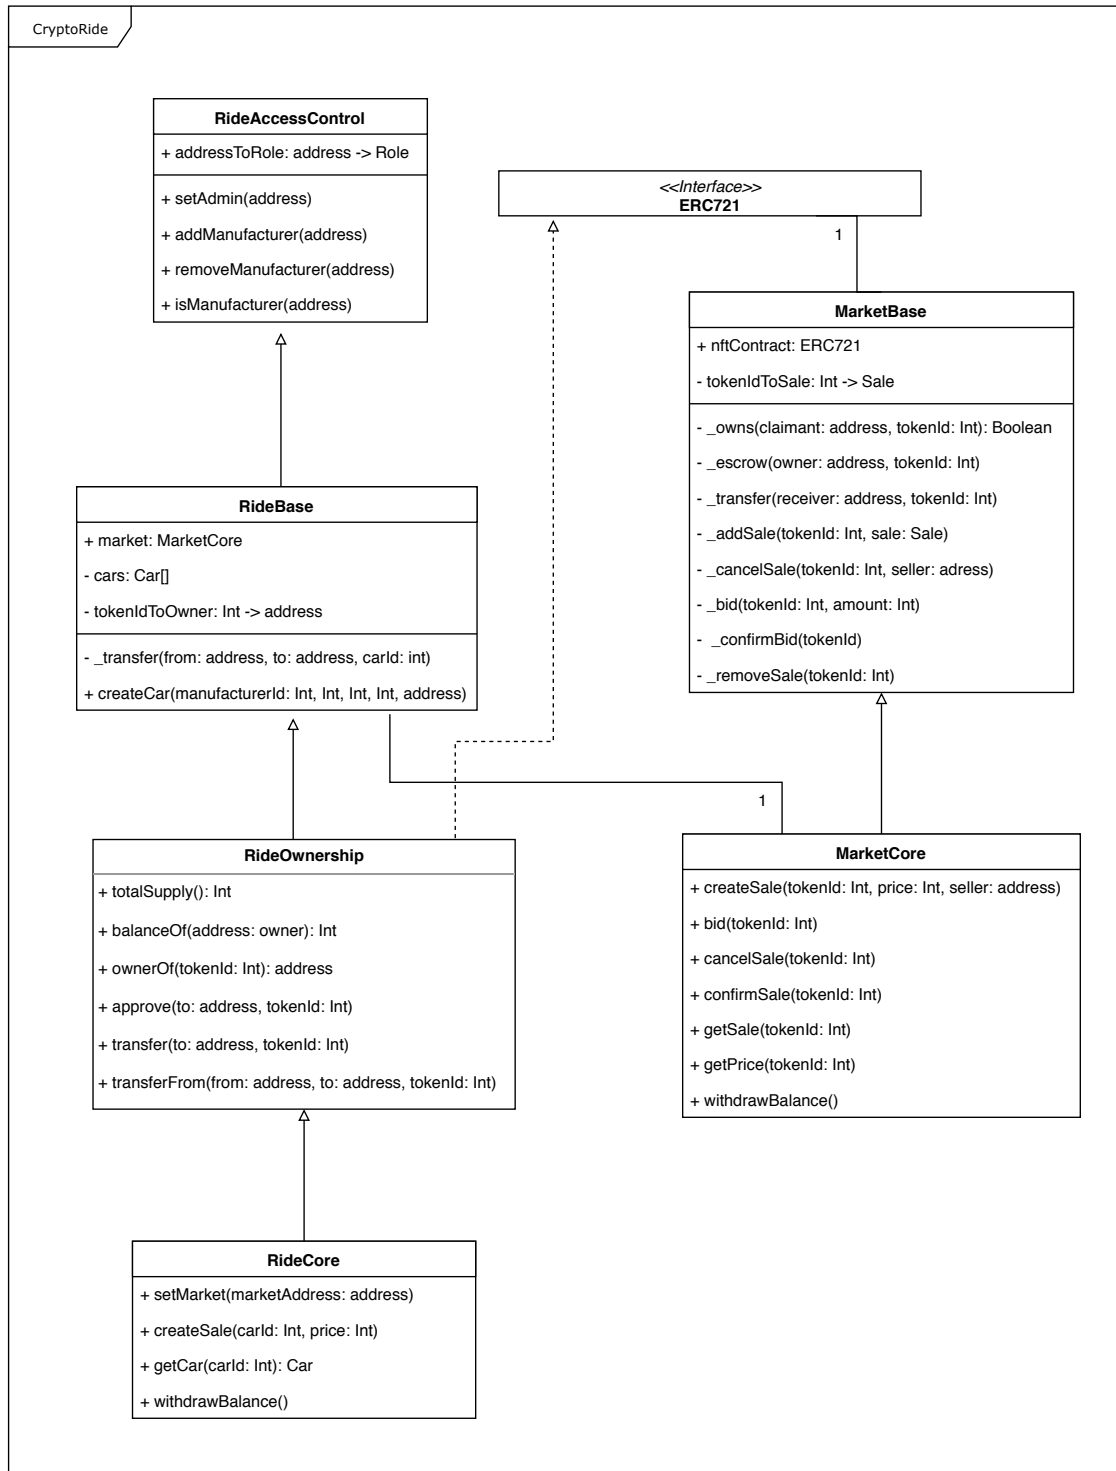 CryptoRide
RideAccessControl
+ addressToRole: address -> Role
+ setAdmin(address)
+ addManufacturer(address)
+ removeManufacturer(address)
+ isManufacturer(address)
<<Interface>>
ERC721
1
MarketBase
+ nftContract: ERC721
- tokenIdToSale: Int -> Sale
- _owns(claimant: address, tokenId: Int): Boolean
- _escrow(owner: address, tokenId: Int)
- _transfer(receiver: address, tokenId: Int)
- _addSale(tokenId: Int, sale: Sale)
- _cancelSale(tokenId: Int, seller: adress)
- _bid(tokenId: Int, amount: Int)
- _confirmBid(tokenId)
- _removeSale(tokenId: Int)
RideBase
+ market: MarketCore
- cars: Car[]
- tokenIdToOwner: Int -> address
- _transfer(from: address, to: address, carId: int)
+ createCar(manufacturerId: Int, Int, Int, Int, address)
1
RideOwnership
+ totalSupply(): Int
+ balanceOf(address: owner): Int
+ ownerOf(tokenId: Int): address
+ approve(to: address, tokenId: Int)
+ transfer(to: address, tokenId: Int)
+ transferFrom(from: address, to: address, tokenId: Int)
MarketCore
+ createSale(tokenId: Int, price: Int, seller: address)
+ bid(tokenId: Int)
+ cancelSale(tokenId: Int)
+ confirmSale(tokenId: Int)
+ getSale(tokenId: Int)
+ getPrice(tokenId: Int)
+ withdrawBalance()
RideCore
+ setMarket(marketAddress: address)
+ createSale(carId: Int, price: Int)
+ getCar(carId: Int): Car
+ withdrawBalance()